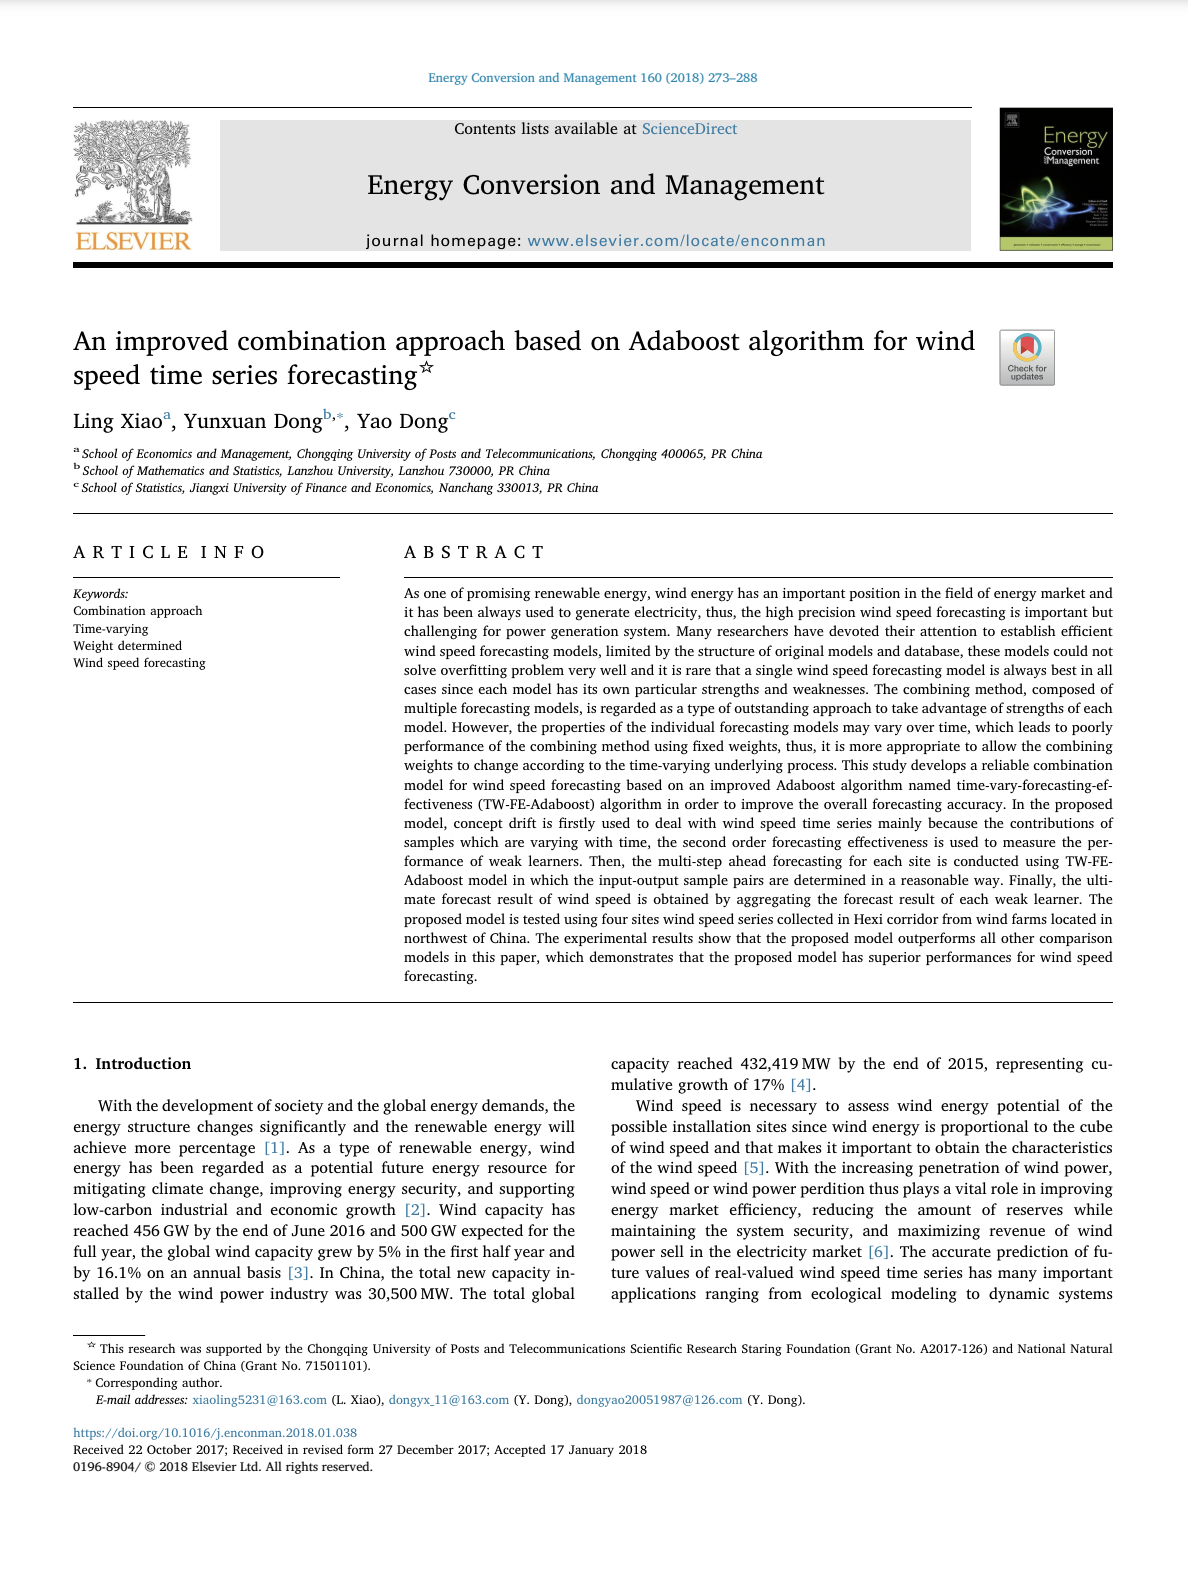 Energy Conversion and Management 160 (2018) 273–288
Contents lists available at ScienceDirect
Energy Conversion and Management
journal homepage: www.elsevier.com/locate/enconman
ELSEVIER
Energy
Conversion
and Management
An improved combination approach based on Adaboost algorithm for wind
speed time series forecasting☆
Check for
updates
Ling Xiaoa, Yunxuan Dongb,⁎, Yao Dongc
a School of Economics and Management, Chongqing University of Posts and Telecommunications, Chongqing 400065, PR China
b School of Mathematics and Statistics, Lanzhou University, Lanzhou 730000, PR China
c School of Statistics, Jiangxi University of Finance and Economics, Nanchang 330013, PR China
ARTICLE INFO
Keywords:
Combination approach
Time-varying
Weight determined
Wind speed forecasting
ABSTRACT
As one of promising renewable energy, wind energy has an important position in the field of energy market and
it has been always used to generate electricity, thus, the high precision wind speed forecasting is important but
challenging for power generation system. Many researchers have devoted their attention to establish efficient
wind speed forecasting models, limited by the structure of original models and database, these models could not
solve overfitting problem very well and it is rare that a single wind speed forecasting model is always best in all
cases since each model has its own particular strengths and weaknesses. The combining method, composed of
multiple forecasting models, is regarded as a type of outstanding approach to take advantage of strengths of each
model. However, the properties of the individual forecasting models may vary over time, which leads to poorly
performance of the combining method using fixed weights, thus, it is more appropriate to allow the combining
weights to change according to the time-varying underlying process. This study develops a reliable combination
model for wind speed forecasting based on an improved Adaboost algorithm named time-vary-forecasting-ef-
fectiveness (TW-FE-Adaboost) algorithm in order to improve the overall forecasting accuracy. In the proposed
model, concept drift is firstly used to deal with wind speed time series mainly because the contributions of
samples which are varying with time, the second order forecasting effectiveness is used to measure the per-
formance of weak learners. Then, the multi-step ahead forecasting for each site is conducted using TW-FE-
Adaboost model in which the input-output sample pairs are determined in a reasonable way. Finally, the ulti-
mate forecast result of wind speed is obtained by aggregating the forecast result of each weak learner. The
proposed model is tested using four sites wind speed series collected in Hexi corridor from wind farms located in
northwest of China. The experimental results show that the proposed model outperforms all other comparison
models in this paper, which demonstrates that the proposed model has superior performances for wind speed
forecasting.
1. Introduction
With the development of society and the global energy demands, the
energy structure changes significantly and the renewable energy will
achieve more percentage [1]. As a type of renewable energy, wind
energy has been regarded as a potential future energy resource for
mitigating climate change, improving energy security, and supporting
low-carbon industrial and economic growth [2]. Wind capacity has
reached 456 GW by the end of June 2016 and 500 GW expected for the
full year, the global wind capacity grew by 5% in the first half year and
by 16.1% on an annual basis [3]. In China, the total new capacity in-
stalled by the wind power industry was 30,500 MW. The total global
capacity reached 432,419 MW by the end of 2015, representing cu-
mulative growth of 17% [4].
Wind speed is necessary to assess wind energy potential of the
possible installation sites since wind energy is proportional to the cube
of wind speed and that makes it important to obtain the characteristics
of the wind speed [5]. With the increasing penetration of wind power,
wind speed or wind power perdition thus plays a vital role in improving
energy market efficiency, reducing the amount of reserves while
maintaining the system security, and maximizing revenue of wind
power sell in the electricity market [6]. The accurate prediction of fu-
ture values of real-valued wind speed time series has many important
applications ranging from ecological modeling to dynamic systems
☆ This research was supported by the Chongqing University of Posts and Telecommunications Scientific Research Staring Foundation (Grant No. A2017-126) and National Natural
Science Foundation of China (Grant No. 71501101).
⁎ Corresponding author.
E-mail addresses: xiaoling5231@163.com (L. Xiao), dongyx_11@163.com (Y. Dong), dongyao20051987@126.com (Y. Dong).
https://doi.org/10.1016/j.enconman.2018.01.038
Received 22 October 2017; Received in revised form 27 December 2017; Accepted 17 January 2018
0196-8904/ © 2018 Elsevier Ltd. All rights reserved.